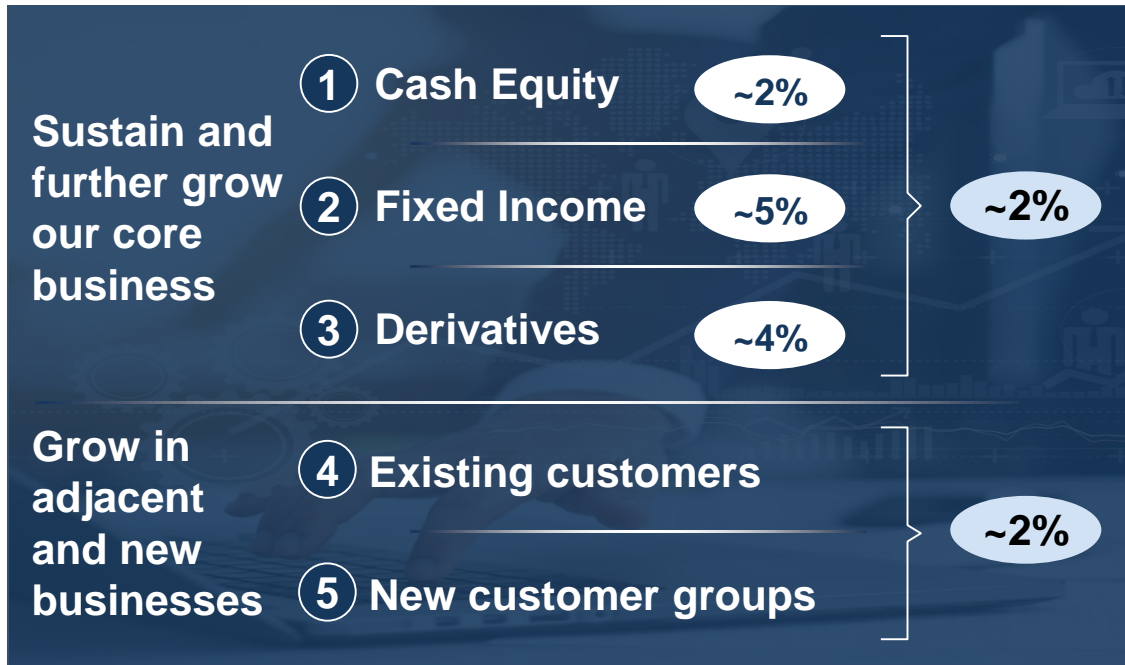 Sustain and
further grow
our core
business
1 Cash Equity ~2%
2 Fixed Income ~5%
3 Derivatives ~4%
~2%
Grow in
adjacent
and new
businesses
4 Existing customers
5 New customer groups
~2%